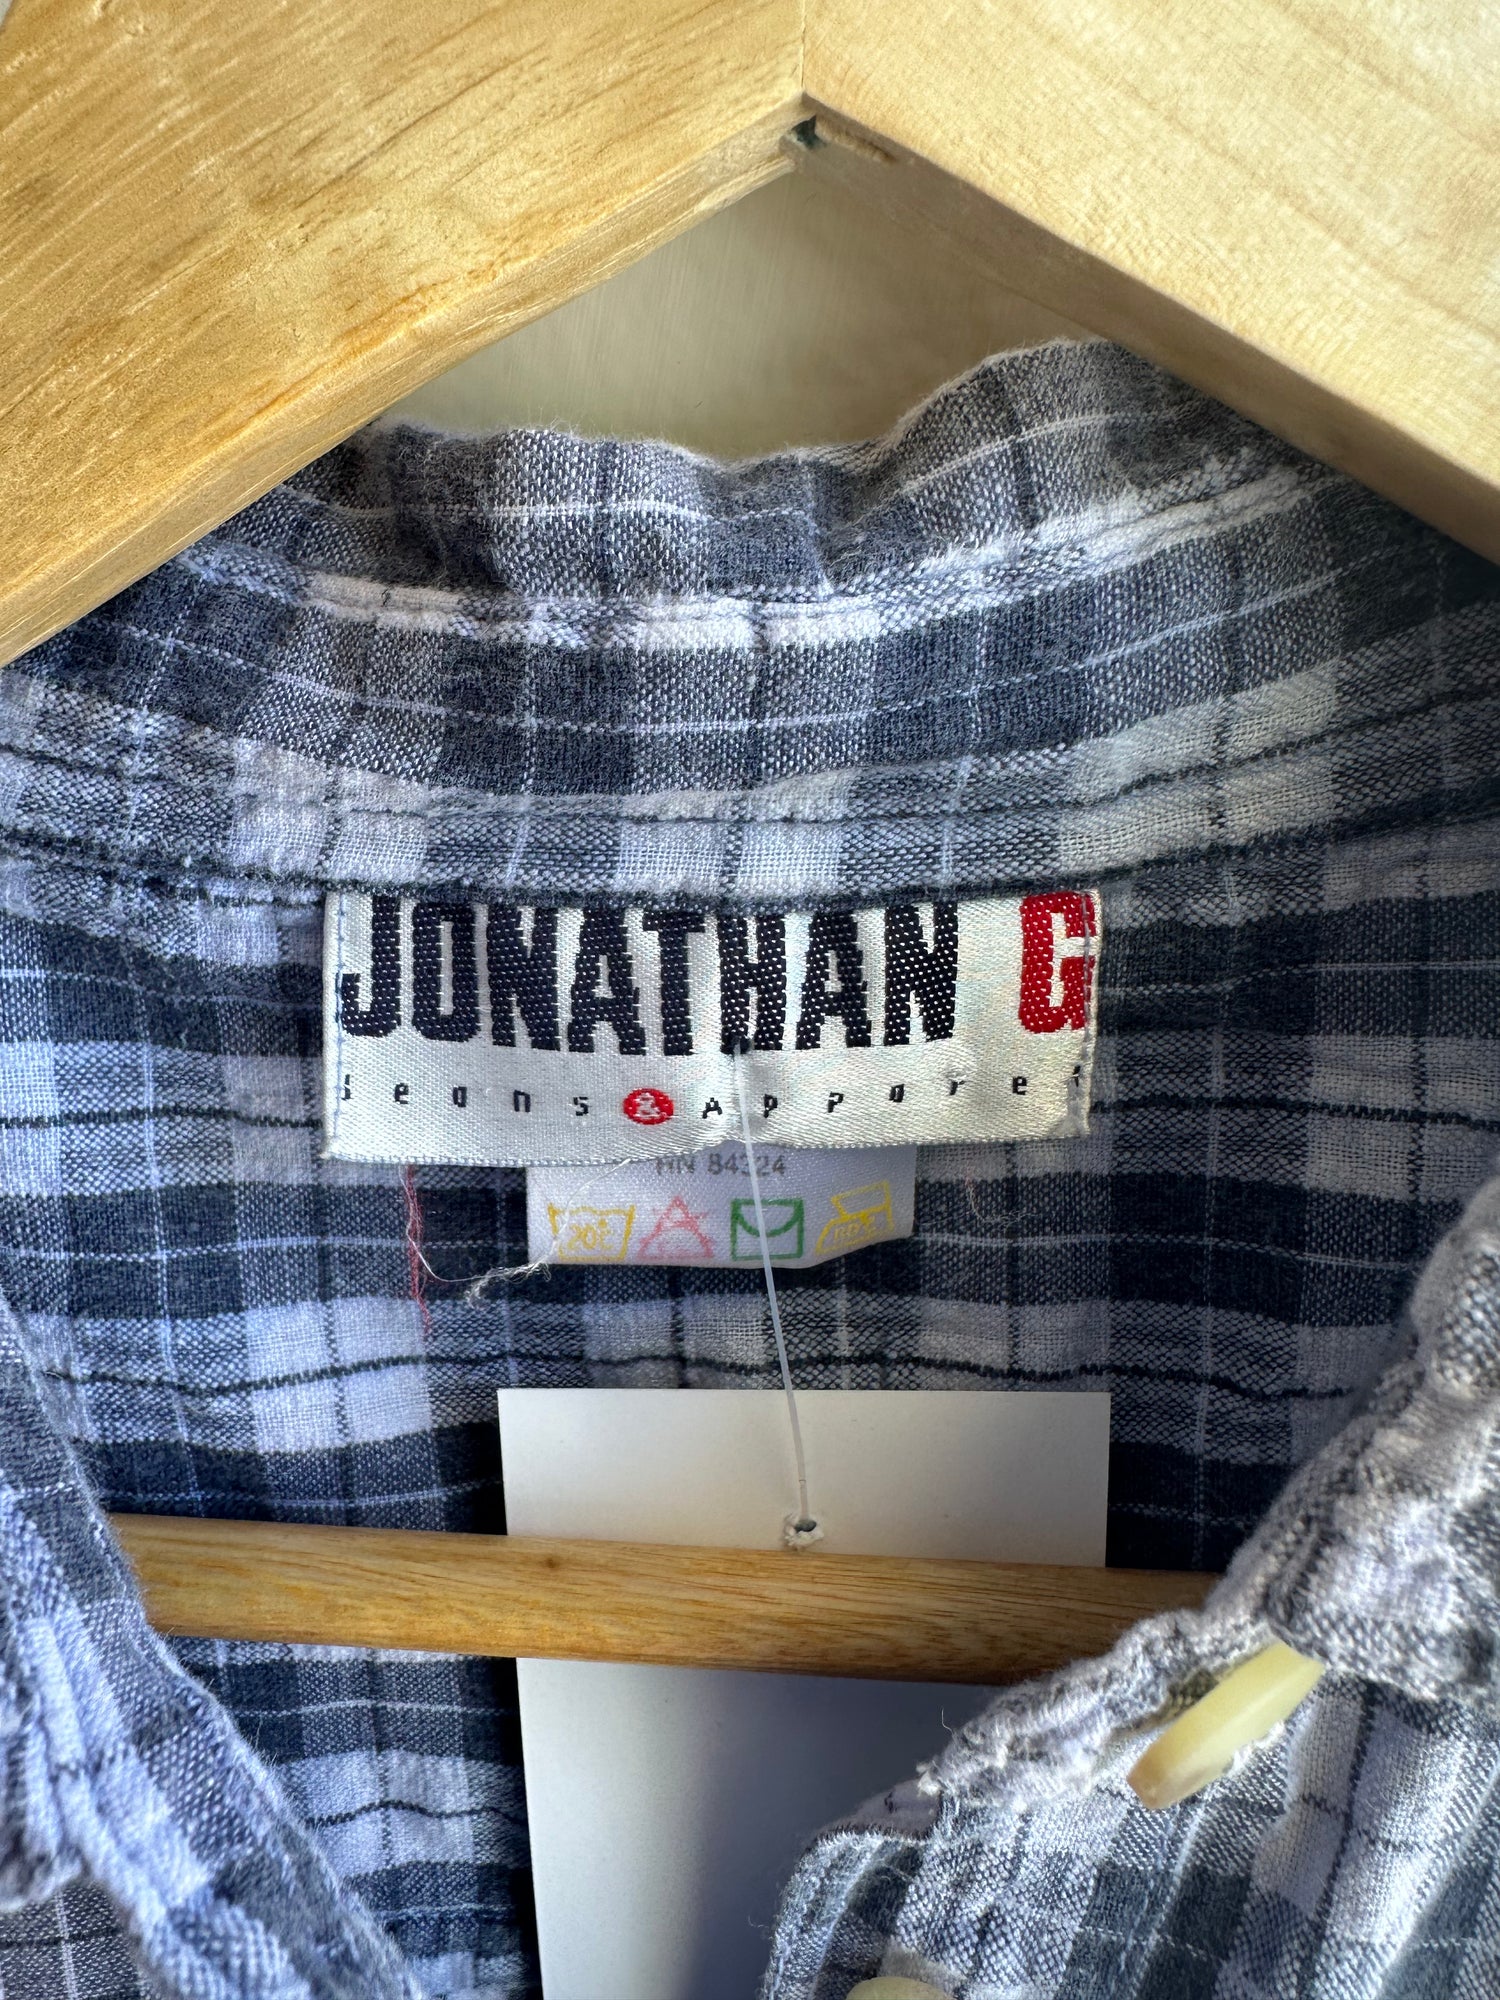 JONATHAN G
Jeans & Apparel
RN 84324